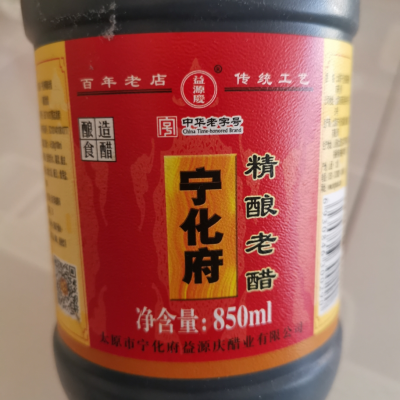 百年老店 益源慶® 传统工艺
中华老字号
China Time-honored Brand
酿造
食醋
宁化府
精酿老醋
净含量:850ml
太原市宁化府益源庆醋业有限公司